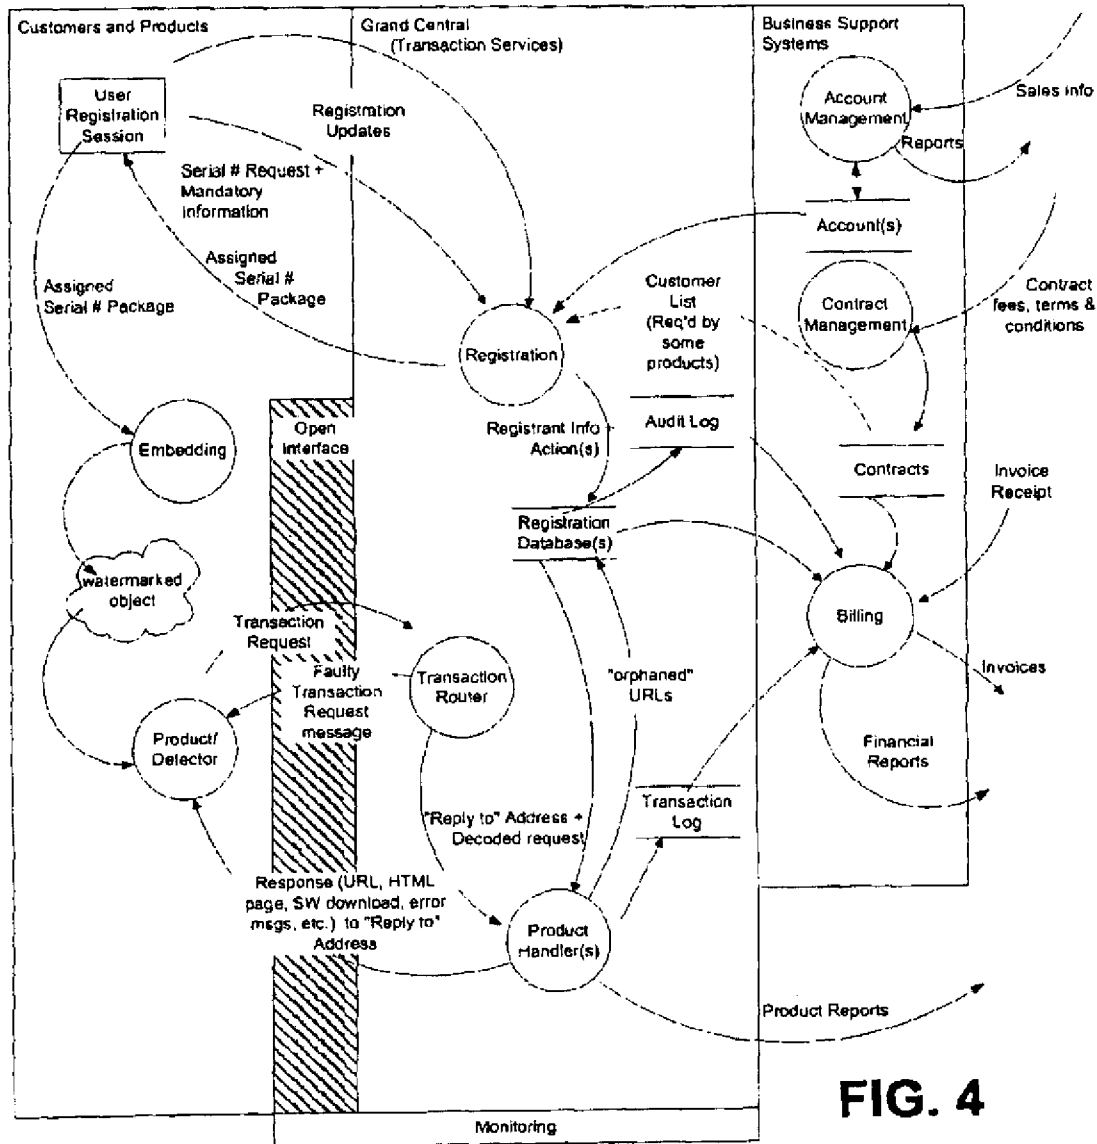 Customers and Products
Grand Central
(Transaction Services)
Business Support
Systems
User
Registration
Session
Registration
Updates
Account
Management
Sales Info
Reports
Serial # Request +
Mandatory
Information
Account(s)
Assigned
Serial # Package
Assigned
Serial #
Package
Customer
List
(Req'd by
some
products)
Contract
Management
Contract
fees, terms &
conditions
Registration
Embedding
Open
Interface
Registrant Info +
Action(s)
Audit Log
Contracts
Invoice
Receipt
Registration
Database(s)
watermarked
object
Transaction
Request
Billing
Faulty
Transaction
Request
message
Transaction
Router
"orphaned"
URLs
Invoices
Product/
Detector
Financial
Reports
"Reply to" Address +
Decoded request
Transaction
Log
Response (URL, HTML
page, SW download, error
msgs, etc.) to "Reply to"
Address
Product
Handler(s)
Product Reports
FIG. 4
Monitoring